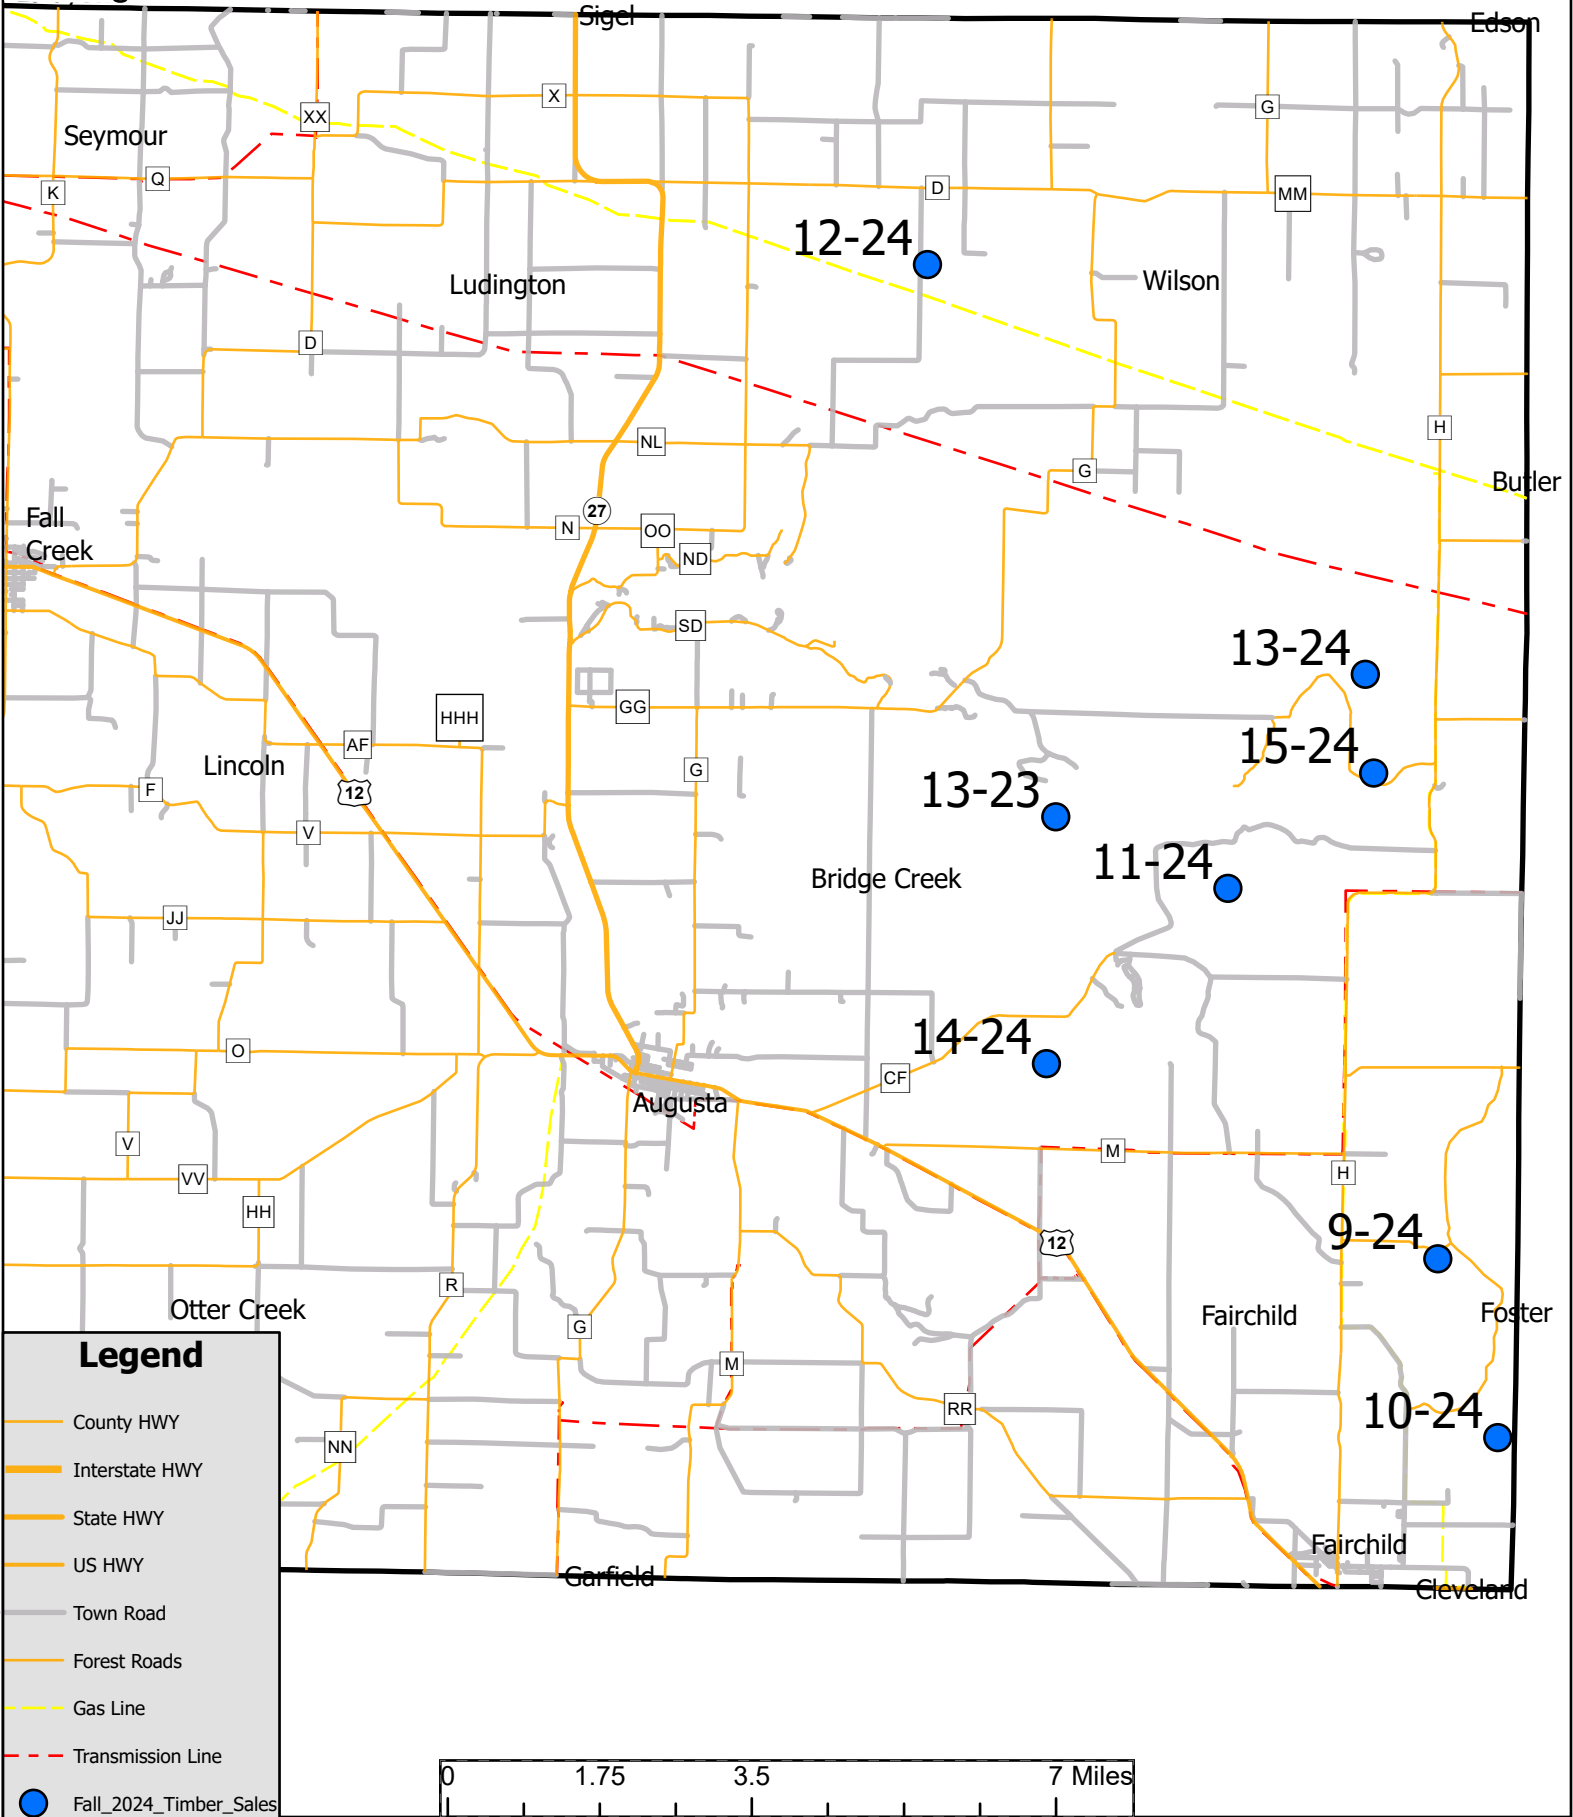 Sigel
Edson
X
G
XX
Seymour
Q
K
D
MM
12-24
Ludington
Wilson
D
H
NL
G
Butler
27
Fall
Creek
N
OO
ND
SD
13-24
GG
HHH
AF
15-24
Lincoln
G
F
12
13-23
V
11-24
Bridge Creek
JJ
14-24
O
CF
Augusta
V
M
VV
H
HH
9-24
12
R
Otter Creek
Fairchild
Foster
G
M
RR
10-24
NN
Fairchild
Garfield
Cleveland
Legend
County HWY
Interstate HWY
State HWY
US HWY
Town Road
Forest Roads
Gas Line
Transmission Line
Fall_2024_Timber_Sales
0 1.75 3.5 7 Miles